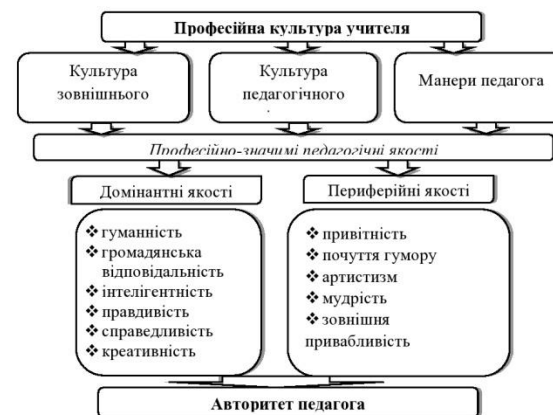 Професійна культура учителя
Культура
зовнішнього
Культура
педагогічного
Манери педагога
Професійно-значимі педагогічні якості
Домінантні якості
Периферійні якості
❖ гуманність
❖ громадянська
відповідальність
❖ інтелігентність
❖ правдивість
❖ справедливість
❖ креативність
❖ привітність
❖ почуття гумору
❖ артистизм
❖ мудрість
❖ зовнішня
привабливість
Авторитет педагога